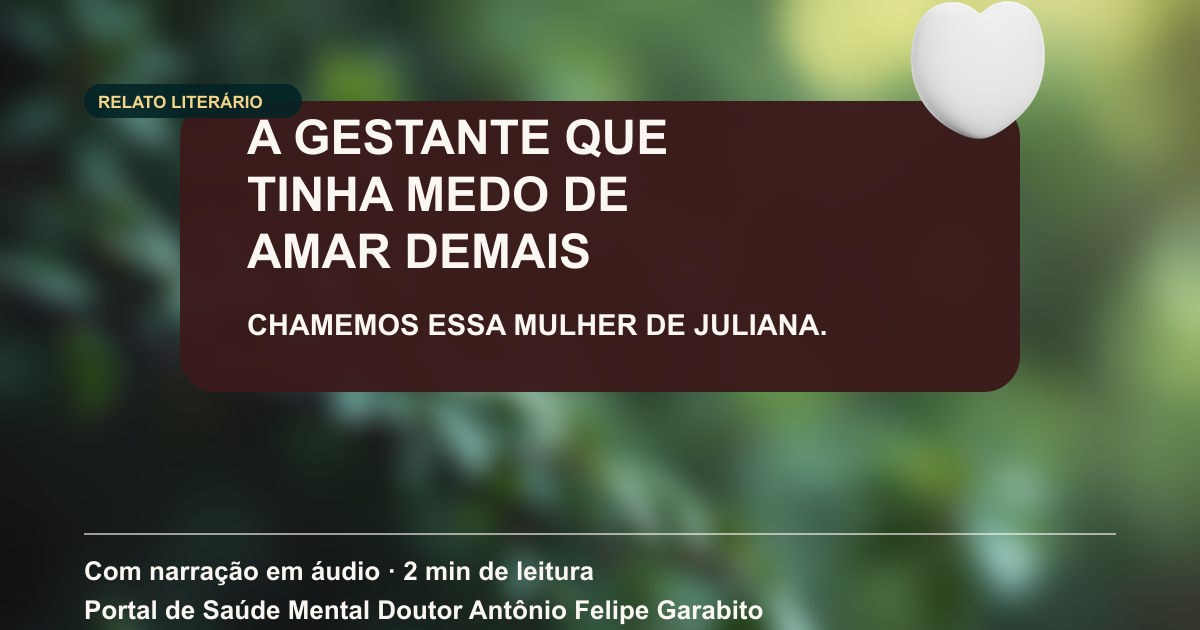 RELATO LITERÁRIO
A GESTANTE QUE
TINHA MEDO DE
AMAR DEMAIS
CHAMEMOS ESSA MULHER DE JULIANA.
Com narração em áudio · 2 min de leitura
Portal de Saúde Mental Doutor Antônio Felipe Garabito